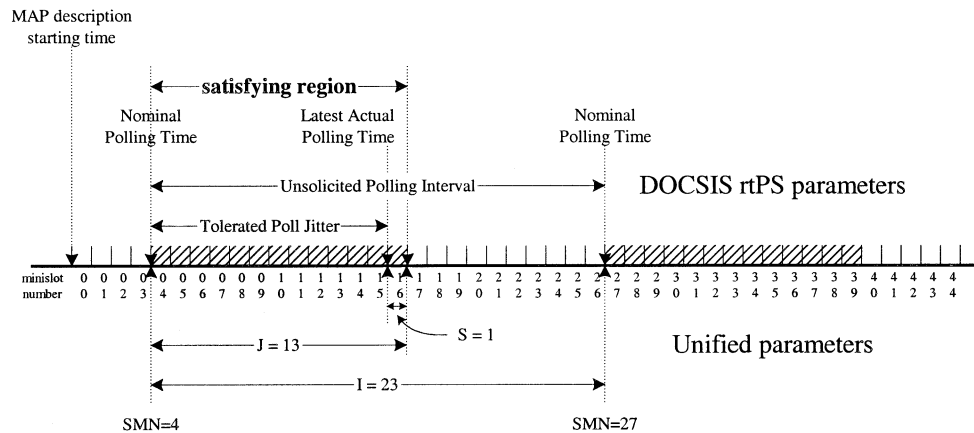 MAP description
starting time
satisfying region
Nominal
Polling Time
Latest Actual
Polling Time
Nominal
Polling Time
Unsolicited Polling Interval
DOCSIS rtPS parameters
Tolerated Poll Jitter
minislot 0 0 0 0 0 0 0 0 0 0 1 1 1 1 1 1 1 1 1 1 2 2 2 2 2 2 2 2 2 2 3 3 3 3 3 3 3 3 3 3 4 4 4 4 4
number 0 1 2 3 4 5 6 7 8 9 0 1 2 3 4 5 6 7 8 9 0 1 2 3 4 5 6 7 8 9 0 1 2 3 4 5 6 7 8 9 0 1 2 3 4
S = 1
J = 13
Unified parameters
I = 23
SMN=4
SMN=27